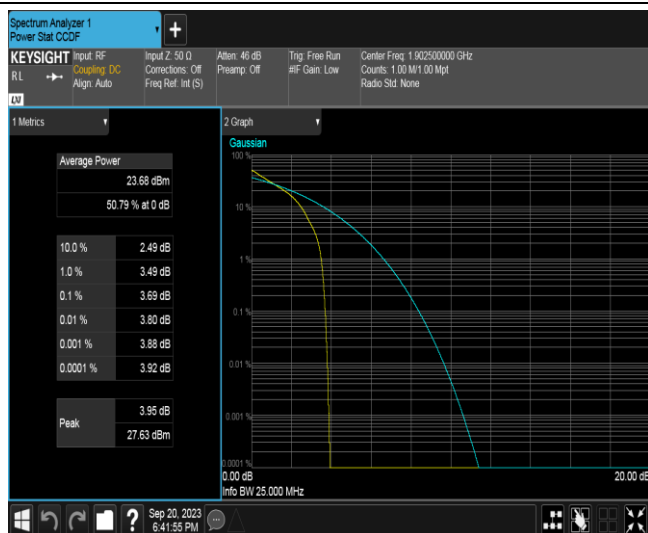 Spectrum Analyzer 1
Power Stat CCDF
+
KEYSIGHT
RL
LXI
Input: RF
Coupling: DC
Align: Auto
Input Z: 50 Ω
Corrections: Off
Freq Ref: Int (S)
Atten: 46 dB
Preamp: Off
Trig: Free Run
#IF Gain: Low
Center Freq: 1.902500000 GHz
Counts: 1.00 M/1.00 Mpt
Radio Std: None
1 Metrics
Average Power
23.68 dBm
50.79 % at 0 dB
10.0 % 2.49 dB
1.0 % 3.49 dB
0.1 % 3.69 dB
0.01 % 3.80 dB
0.001 % 3.88 dB
0.0001 % 3.92 dB
Peak 3.95 dB
27.63 dBm
2 Graph
Gaussian
100 %
10 %
1 %
0.1 %
0.01 %
0.001 %
0.0001 %
0.00 dB 20.00 dB
Info BW 25.000 MHz
?
Sep 20, 2023
6:41:55 PM